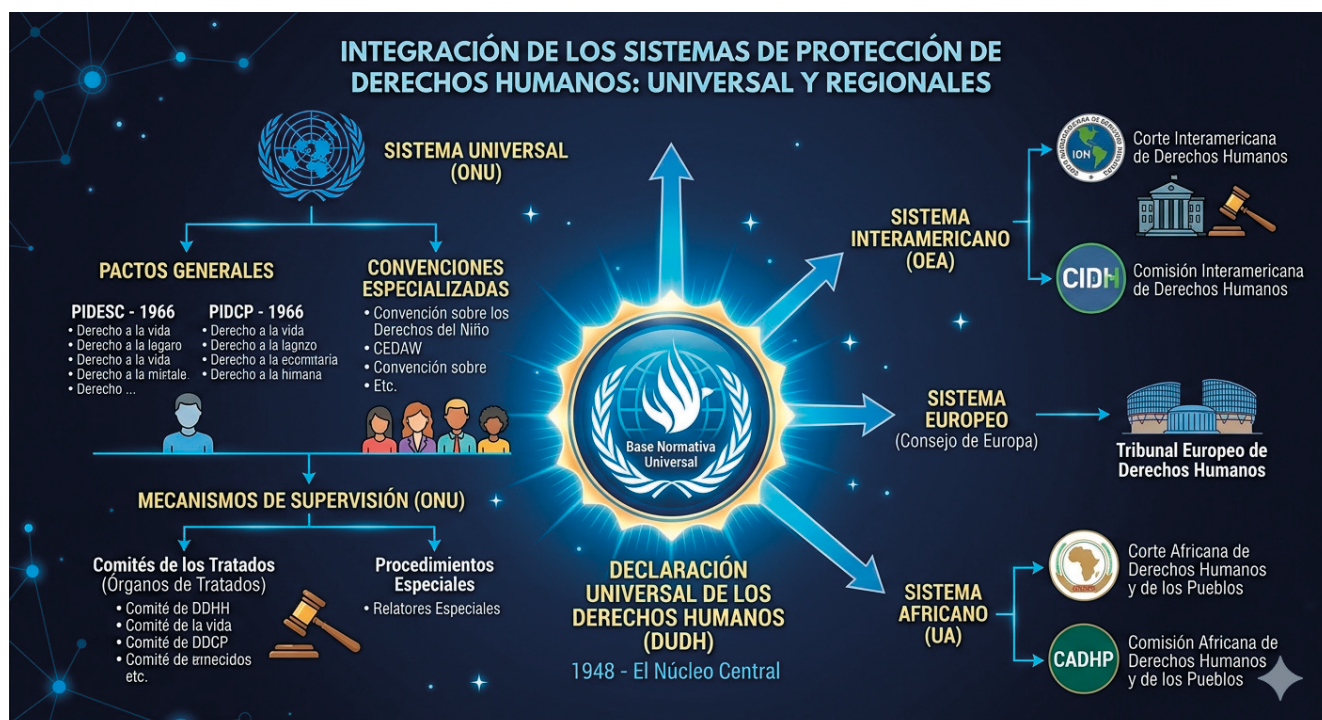 INTEGRACIÓN DE LOS SISTEMAS DE PROTECCIÓN DE
DERECHOS HUMANOS: UNIVERSAL Y REGIONALES
SISTEMA UNIVERSAL
(ONU)
PACTOS GENERALES
PIDESC - 1966
• Derecho a la vida
• Derecho a la legaro
• Derecho a la vida
• Derecho a la
• Derecho ...
PIDCP - 1966
• Derecho a la vida
• Derecho a la lagnzo
• Derecho a la
• Derecho a la himana
CONVENCIONES
ESPECIALIZADAS
• Convención sobre los
Derechos del Niño
• CEDAW
• Convención sobre
• Etc.
MECANISMOS DE SUPERVISIÓN (ONU)
Comités de los Tratados
(Órganos de Tratados)
• Comité de DDHH
• Comité de la vida
• Comité de DDCP
• Comité de
etc.
Procedimientos
Especiales
• Relatores Especiales
Base Normativa
Universal
DECLARACIÓN
UNIVERSAL DE LOS
DERECHOS HUMANOS
(DUDH)
1948 - El Núcleo Central
SISTEMA
INTERAMERICANO
(OEA)
ION
Corte Interamericana
de Derechos Humanos
CIDH
Comisión Interamericana
de Derechos Humanos
SISTEMA
EUROPEO
(Consejo de Europa)
Tribunal Europeo de
Derechos Humanos
SISTEMA
AFRICANO
(UA)
Corte Africana de
Derechos Humanos
y de los Pueblos
CADHP
Comisión Africana de
Derechos Humanos
y de los Pueblos